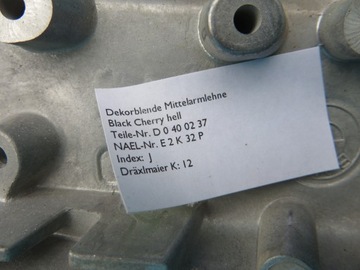 Dekorblende Mittelarmlehne
Black Cherry hell
Teile-Nr. D 0 40 02 37
NAEL-Nr. E 2 K 32 P
Index: J
Dräxlmaier K: 12